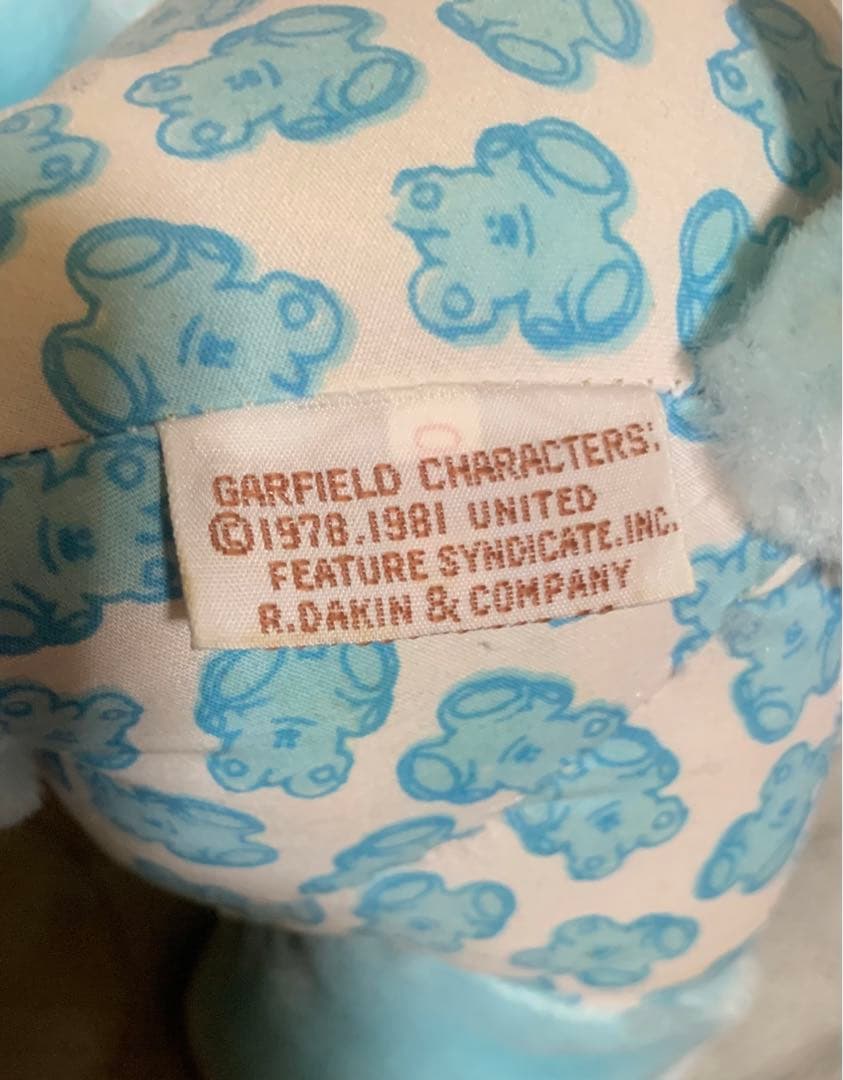 GARFIELD CHARACTERS:
©1978.1981 UNITED
FEATURE SYNDICATE.INC.
R.DAKIN & COMPANY